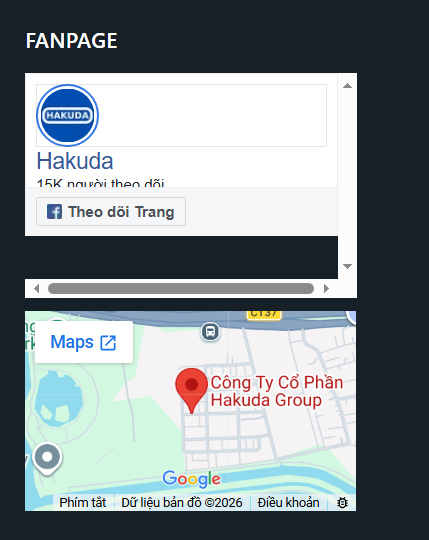 FANPAGE
HAKUDA
Hakuda
15K người theo dõi
Theo dõi Trang
CT37
Maps
Công Ty Cổ Phần
Hakuda Group
Google
Phím tắt
Dữ liệu bản đồ ©2026
Điều khoản